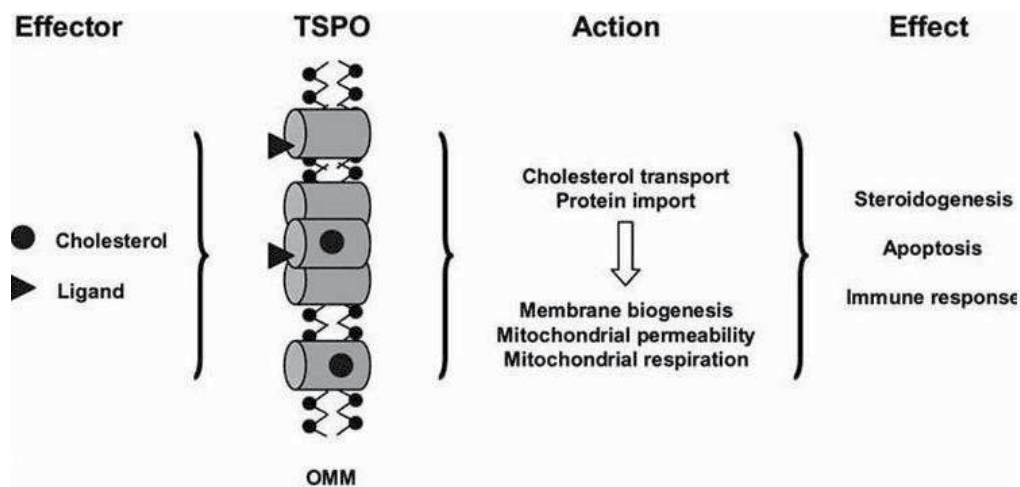 Effector
TSPO
Action
Effect
Cholesterol
Ligand
OMM
Cholesterol transport
Protein import
Membrane biogenesis
Mitochondrial permeability
Mitochondrial respiration
Steroidogenesis
Apoptosis
Immune response